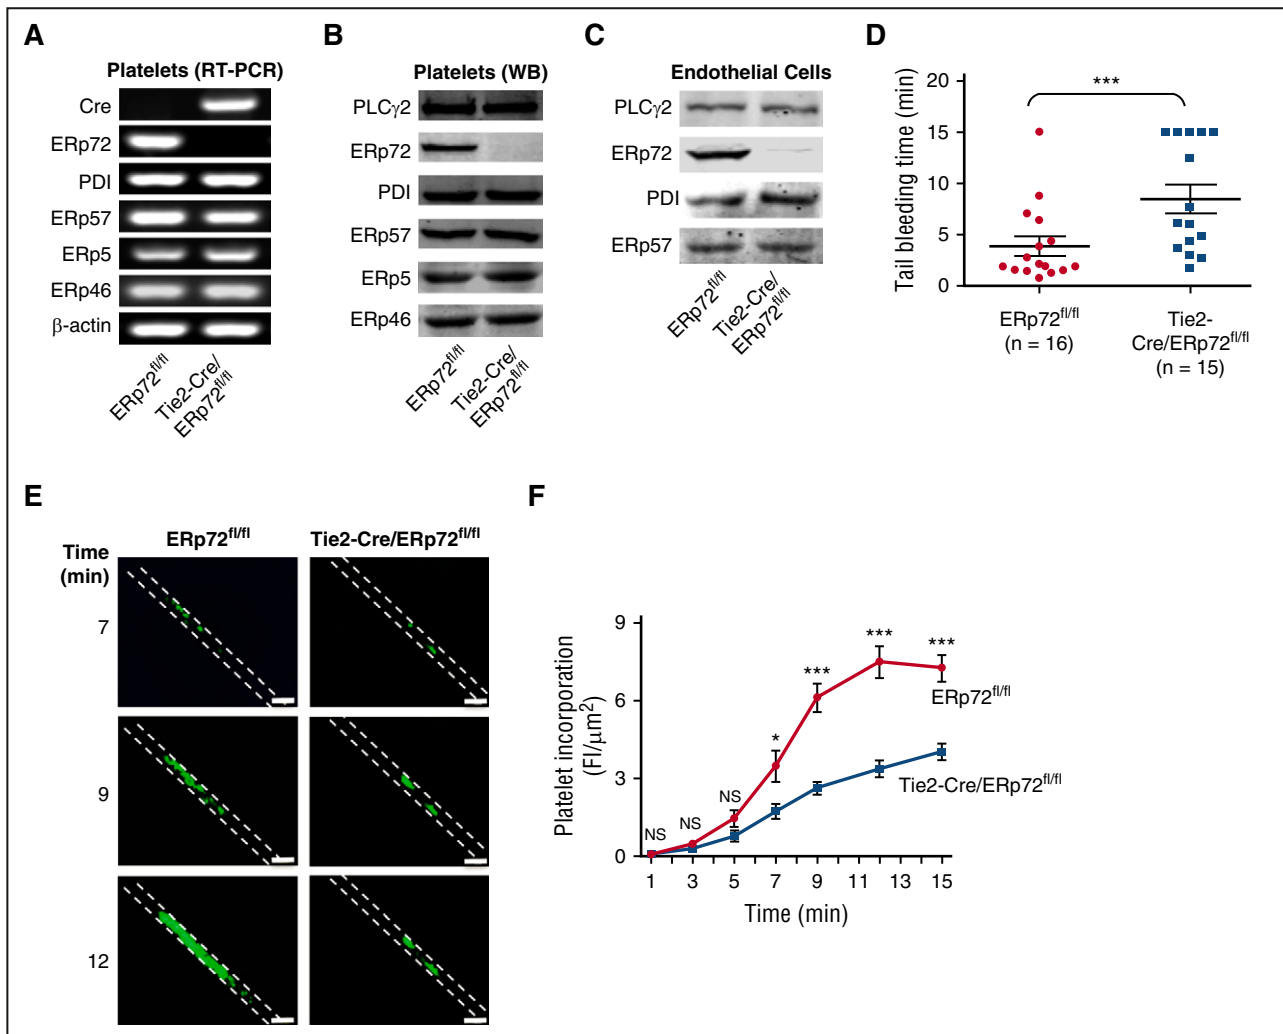 A
Platelets (RT-PCR)
Cre
ERp72
PDI
ERp57
ERp5
ERp46
β-actin
ERp72fl/fl
Tie2-Cre/
ERp72fl/fl
B
Platelets (WB)
PLCγ2
ERp72
PDI
ERp57
ERp5
ERp46
ERp72fl/fl
Tie2-Cre/
ERp72fl/fl
C
Endothelial Cells
PLCγ2
ERp72
PDI
ERp57
ERp72fl/fl
Tie2-Cre/
ERp72fl/fl
D
Tail bleeding time (min)
20
15
10
5
0
***
ERp72fl/fl
(n = 16)
Tie2-
Cre/ERp72fl/fl
(n = 15)
E
Time
(min)
ERp72fl/fl
Tie2-Cre/ERp72fl/fl
7
9
12
F
Platelet incorporation
(FI/μm2)
9
6
3
0
NS
NS
NS
*
***
***
***
ERp72fl/fl
Tie2-Cre/ERp72fl/fl
1 3 5 7 9 11 13 15
Time (min)